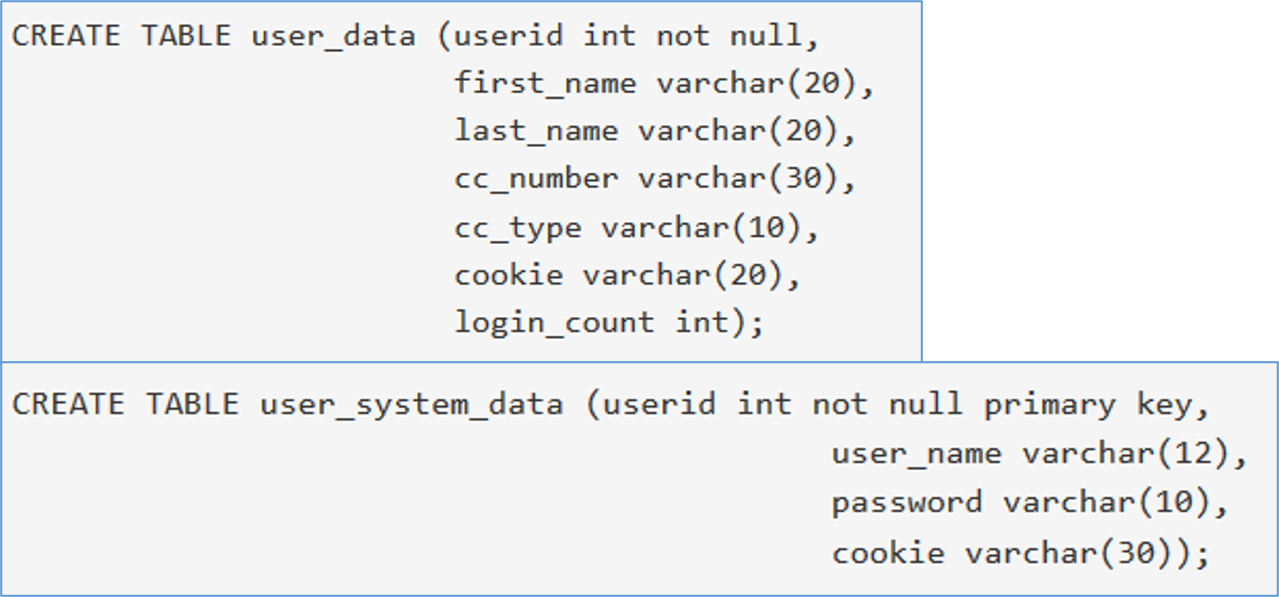 CREATE TABLE user_data (userid int not null,
first_name varchar(20),
last_name varchar(20),
cc_number varchar(30),
cc_type varchar(10),
cookie varchar(20),
login_count int);
CREATE TABLE user_system_data (userid int not null primary key,
user_name varchar(12),
password varchar(10),
cookie varchar(30));